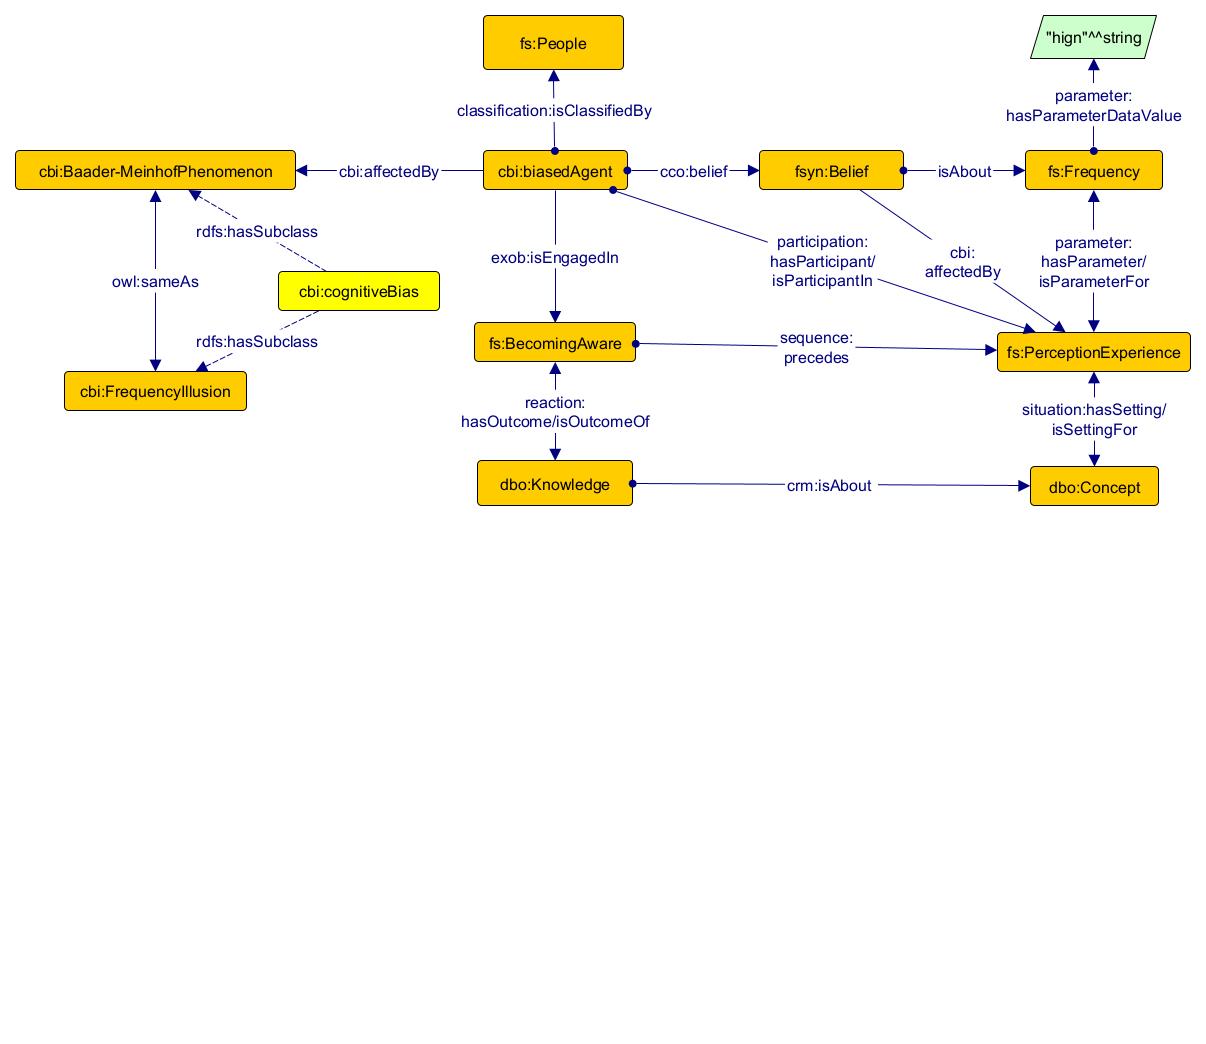 fs:People
"hign"^^string
classification:isClassifiedBy
parameter:
hasParameterDataValue
cbi:Baader-MeinhofPhenomenon
cbi:affectedBy
cbi:biasedAgent
cco:belief
fsyn:Belief
isAbout
fs:Frequency
rdfs:hasSubclass
owl:sameAs
cbi:cognitiveBias
rdfs:hasSubclass
cbi:FrequencyIllusion
exob:isEngagedIn
participation:
hasParticipant/
isParticipantIn
cbi:
affectedBy
parameter:
hasParameter/
isParameterFor
fs:BecomingAware
sequence:
precedes
fs:PerceptionExperience
reaction:
hasOutcome/isOutcomeOf
situation:hasSetting/
isSettingFor
dbo:Knowledge
crm:isAbout
dbo:Concept